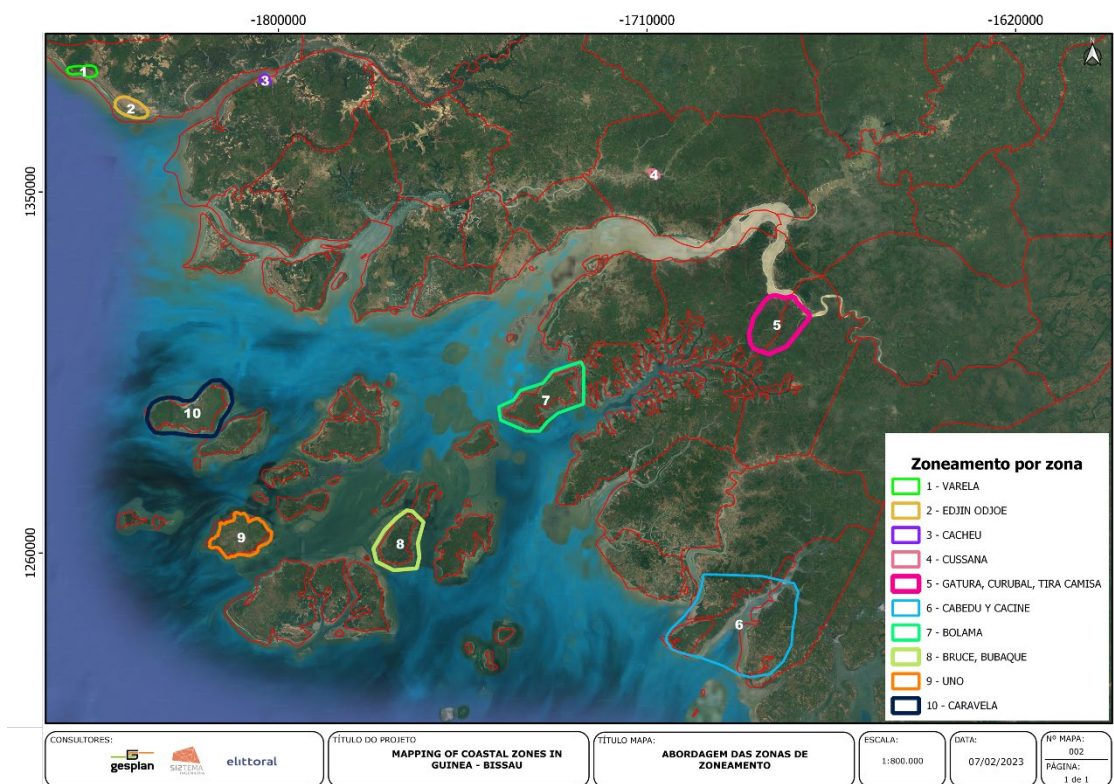 -1800000
-1710000
-1620000
N
1350000
1260000
1
2
3
4
5
6
7
8
9
10
Zoneamento por zona
1 - VARELA
2 - EDJIN ODJOE
3 - CACHEU
4 - CUSSANA
5 - GATURA, CURUBAL, TIRA CAMISA
6 - CABEDU Y CACINE
7 - BOLAMA
8 - BRUCE, BUBAQUE
9 - UNO
10 - CARAVELA
CONSULTORES:
gesplan
SISTEMA
elittoral
TÍTULO DO PROJETO
MAPPING OF COASTAL ZONES IN
GUINEA - BISSAU
TÍTULO MAPA:
ABORDAGEM DAS ZONAS DE
ZONEAMENTO
ESCALA:
1:800.000
DATA:
07/02/2023
Nº MAPA:
002
PÁGINA:
1 de 1